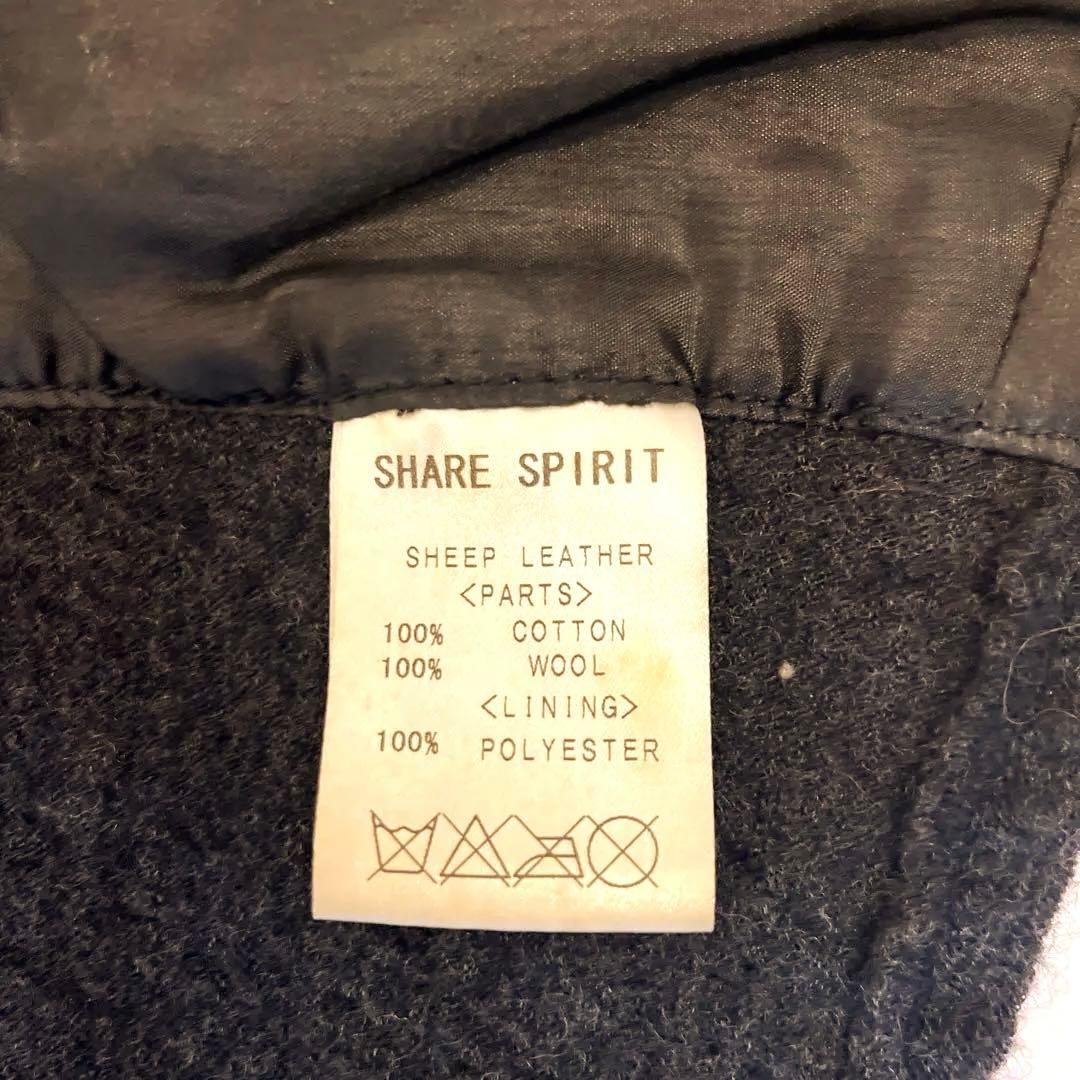 SHARE SPIRIT
SHEEP LEATHER
<PARTS>
100% COTTON
100% WOOL
<LINING>
100% POLYESTER